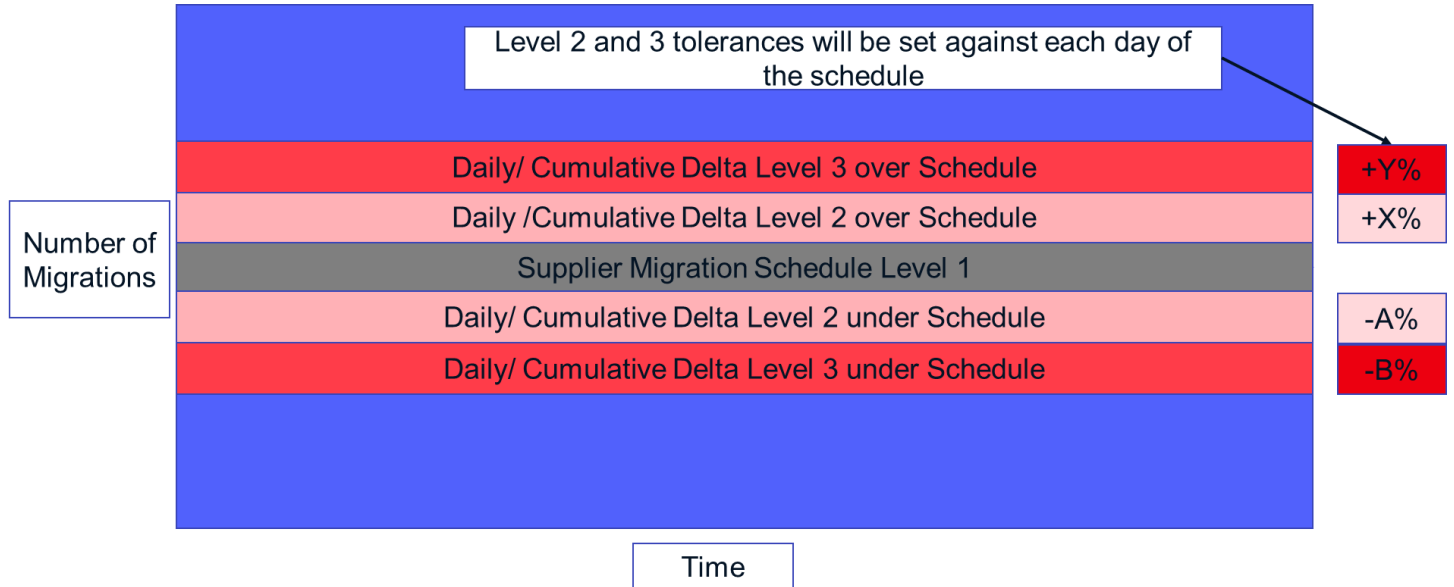 Level 2 and 3 tolerances will be set against each day of
the schedule
Daily/ Cumulative Delta Level 3 over Schedule
+Y%
Daily /Cumulative Delta Level 2 over Schedule
+X%
Number of
Migrations
Supplier Migration Schedule Level 1
Daily/ Cumulative Delta Level 2 under Schedule
-A%
Daily/ Cumulative Delta Level 3 under Schedule
-B%
Time